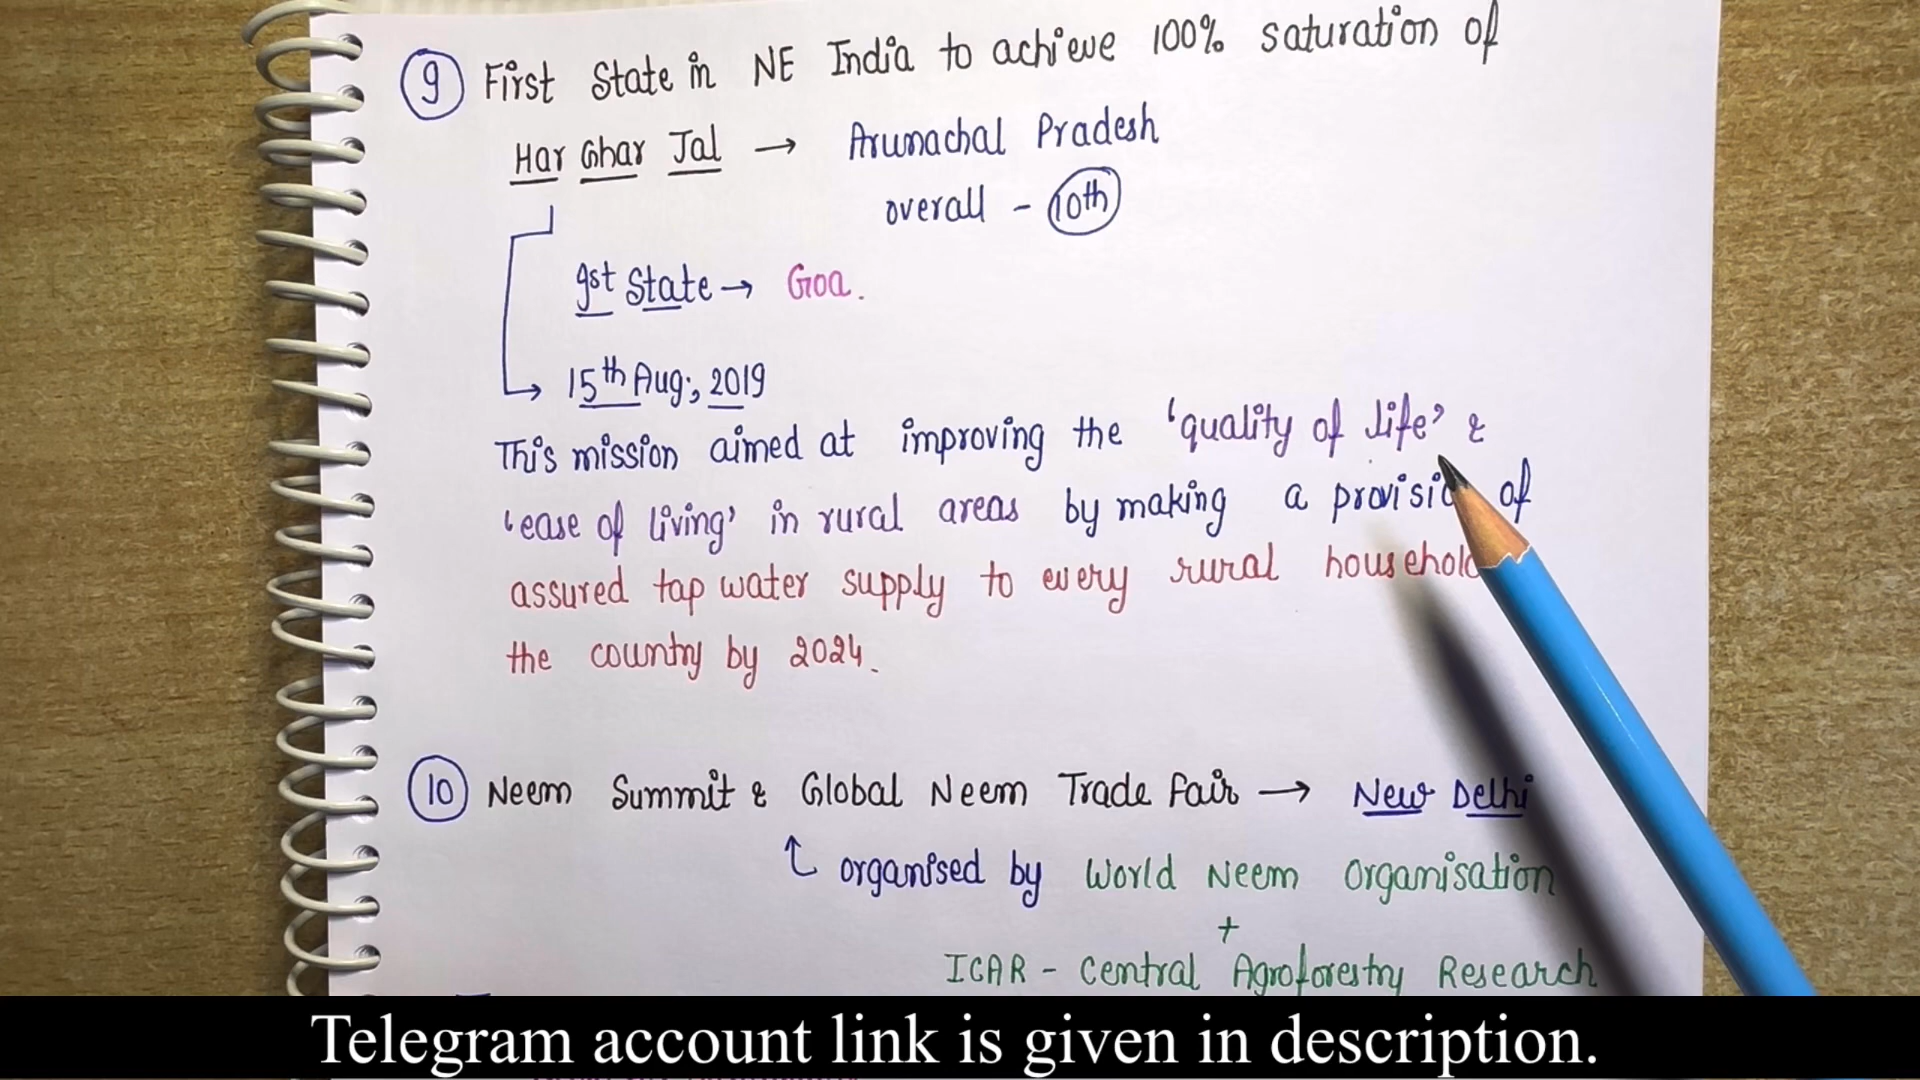 9 First State in NE India to achieve 100% saturation of
Har Ghar Jal → Arunachal Pradesh
overall - 10th
1st State → Goa.
15th Aug., 2019
This mission aimed at improving the ‘quality of life’ &
‘ease of living’ in rural areas by making a provision of
assured tap water supply to every rural household
the country by 2024.
10 Neem Summit & Global Neem Trade Fair → New Delhi
organised by World Neem Organisation
+
ICAR - Central Agroforestry Research
Telegram account link is given in description.